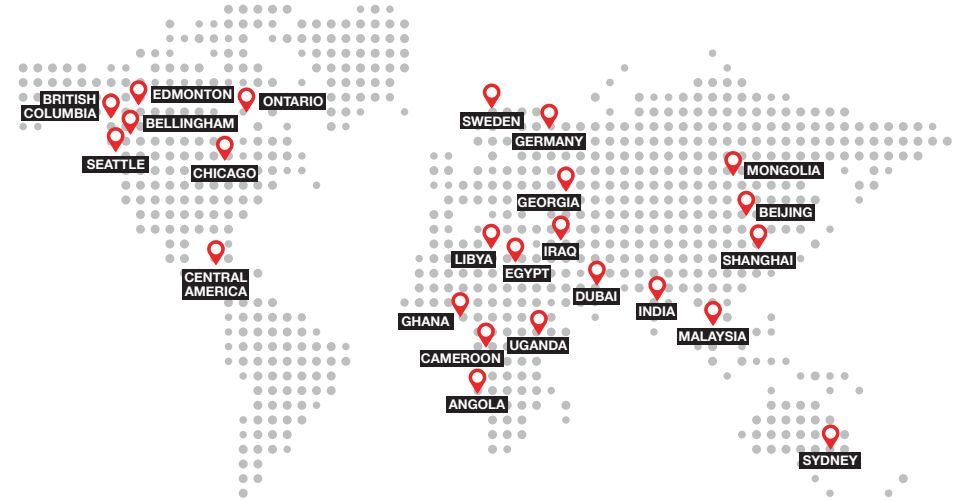 BRITISH
COLUMBIA
EDMONTON
ONTARIO
BELLINGHAM
SEATTLE
CHICAGO
CENTRAL
AMERICA
SWEDEN
GERMANY
GEORGIA
LIBYA
EGYPT
IRAQ
DUBAI
GHANA
CAMEROON
UGANDA
ANGOLA
MONGOLIA
BEIJING
SHANGHAI
INDIA
MALAYSIA
SYDNEY